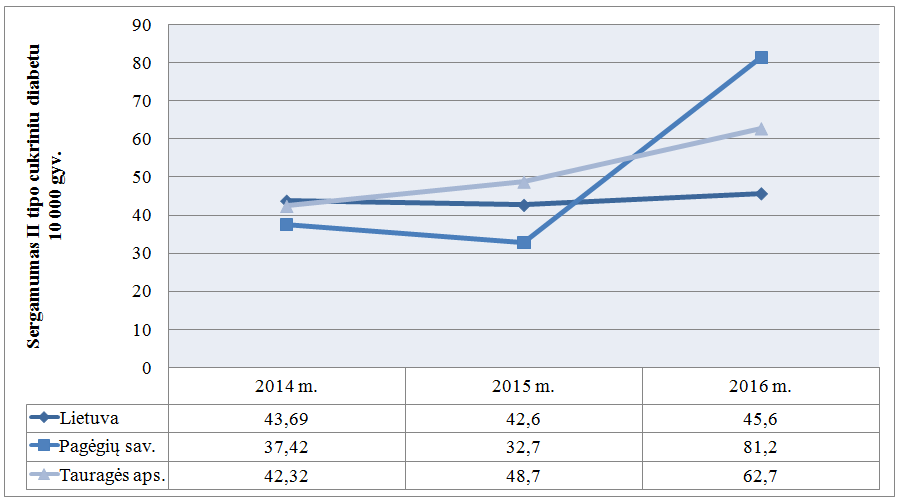 Sergamumas II tipo cukriniu diabetu
10 000 gyv.
90
80
70
60
50
40
30
20
10
0
2014 m. 2015 m. 2016 m.
Lietuva 43,69 42,6 45,6
Pagėgių sav. 37,42 32,7 81,2
Tauragės aps. 42,32 48,7 62,7